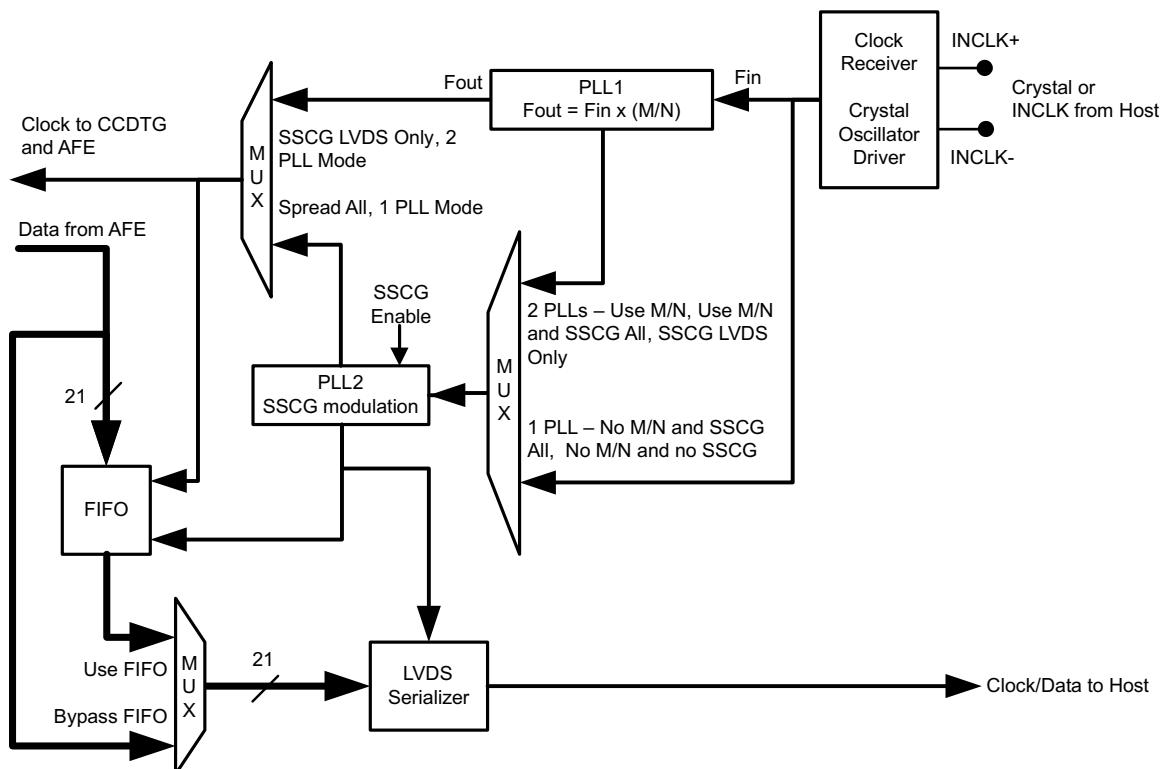 Clock
Receiver
Crystal
Oscillator
Driver
INCLK+
Crystal or
INCLK from Host
INCLK-
Fin
PLL1
Fout = Fin x (M/N)
Fout
MUX
SSCG LVDS Only, 2
PLL Mode
Spread All, 1 PLL Mode
Clock to CCDTG
and AFE
Data from AFE
SSCG
Enable
2 PLLs – Use M/N, Use M/N
and SSCG All, SSCG LVDS
Only
MUX
1 PLL – No M/N and SSCG
All, No M/N and no SSCG
PLL2
SSCG modulation
21
FIFO
Use FIFO
MUX
Bypass FIFO
21
LVDS
Serializer
Clock/Data to Host